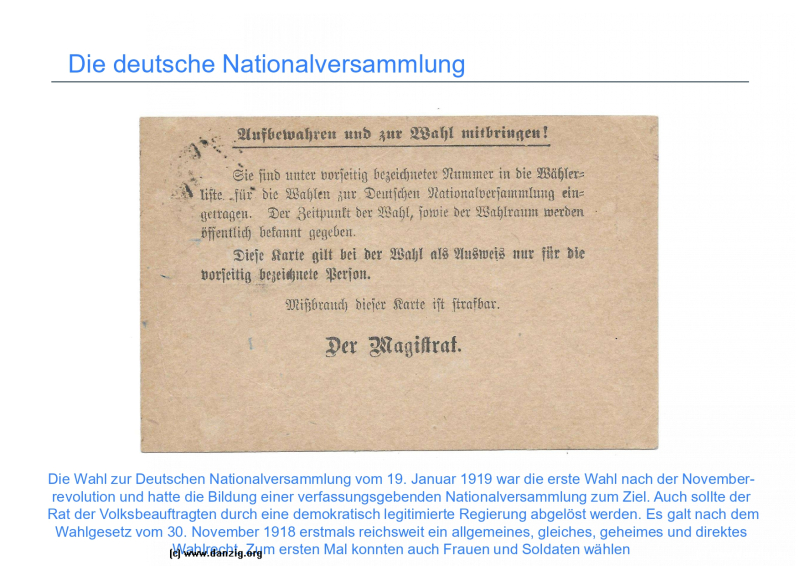 Die deutsche Nationalversammlung
Aufbewahren und zur Wahl mitbringen!
Sie sind unter vorseitig bezeichneter Nummer in die Wähler=
liste für die Wahlen zur Deutschen Nationalversammlung ein=
getragen. Der Zeitpunkt der Wahl, sowie der Wahlraum werden
öffentlich bekannt gegeben.
Diese Karte gilt bei der Wahl als Ausweis nur für die
vorseitig bezeichnete Person.
Mißbrauch dieser Karte ist strafbar.
Der Magistrat.
Die Wahl zur Deutschen Nationalversammlung vom 19. Januar 1919 war die erste Wahl nach der November-
revolution und hatte die Bildung einer verfassungsgebenden Nationalversammlung zum Ziel. Auch sollte der
Rat der Volksbeauftragten durch eine demokratisch legitimierte Regierung abgelöst werden. Es galt nach dem
Wahlgesetz vom 30. November 1918 erstmals reichsweit ein allgemeines, gleiches, geheimes und direktes
Wahlrecht. Zum ersten Mal konnten auch Frauen und Soldaten wählen
(c) www.danzig.org